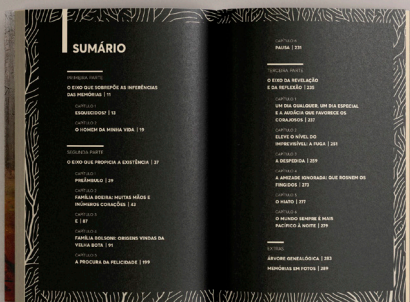 SUMÁRIO
PRIMEIRA PARTE
O EIXO QUE SOBREPÕE AS INFERÊNCIAS
DAS MEMÓRIAS | 11
CAPÍTULO 1
ESQUECIDOS? | 13
CAPÍTULO 2
O HOMEM DA MINHA VIDA | 19
SEGUNDA PARTE
O EIXO QUE PROPICIA A EXISTÊNCIA | 27
CAPÍTULO 1
PREÂMBULO | 29
CAPÍTULO 2
FAMÍLIA BOEIRA: MUITAS MÃOS E
INÚMEROS CORAÇÕES | 43
CAPÍTULO 3
E | 87
CAPÍTULO 4
FAMÍLIA BOLSONI: ORIGENS VINDAS DA
VELHA BOTA | 91
CAPÍTULO 5
A PROCURA DA FELICIDADE | 199
CAPÍTULO 6
PAUSA | 231
TERCEIRA PARTE
O EIXO DA REVELAÇÃO
E DA REFLEXÃO | 235
CAPÍTULO 1
UM DIA QUALQUER, UM DIA ESPECIAL
E A AUDÁCIA QUE FAVORECE OS
CORAJOSOS | 237
CAPÍTULO 2
ELEVE O NÍVEL DO
IMPREVISÍVEL: A FUGA | 253
CAPÍTULO 3
A DESPEDIDA | 259
CAPÍTULO 4
A AMIZADE IGNORADA: QUE ROSNEM OS
FINGIDOS | 273
CAPÍTULO 5
O HIATO | 277
CAPÍTULO 6
O MUNDO SEMPRE É MAIS
PACÍFICO À NOITE | 279
EXTRAS
ÁRVORE GENEALÓGICA | 283
MEMÓRIAS EM FOTOS | 289